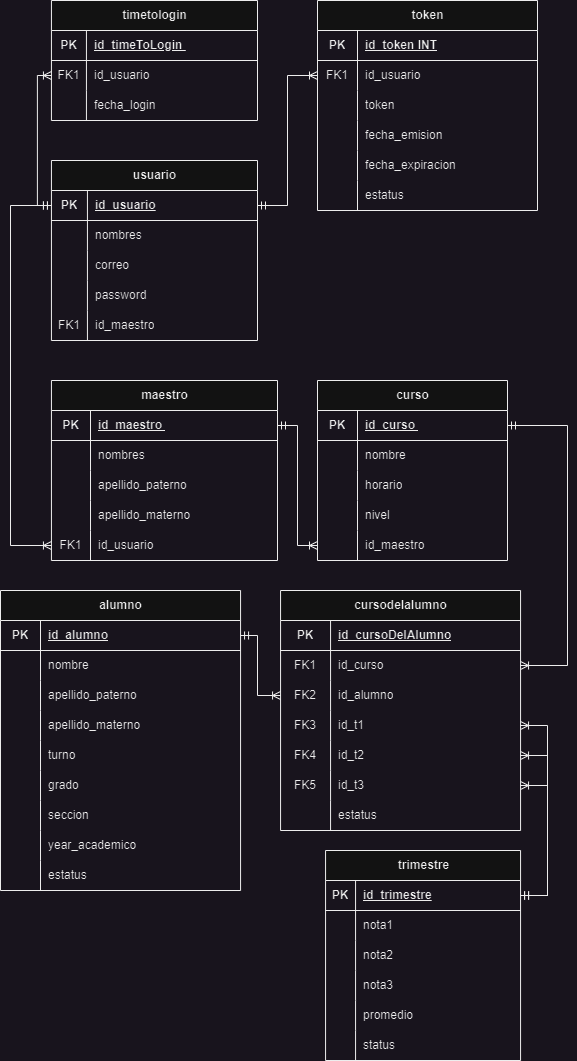 timetologin
PK id_timeToLogin
FK1 id_usuario
fecha_login
token
PK id_token INT
FK1 id_usuario
token
fecha_emision
fecha_expiracion
estatus
usuario
PK id_usuario
nombres
correo
password
FK1 id_maestro
maestro
PK id_maestro
nombres
apellido_paterno
apellido_materno
FK1 id_usuario
curso
PK id_curso
nombre
horario
nivel
id_maestro
alumno
PK id_alumno
nombre
apellido_paterno
apellido_materno
turno
grado
seccion
year_academico
estatus
cursodelalumno
PK id_cursoDelAlumno
FK1 id_curso
FK2 id_alumno
FK3 id_t1
FK4 id_t2
FK5 id_t3
estatus
trimestre
PK id_trimestre
nota1
nota2
nota3
promedio
status